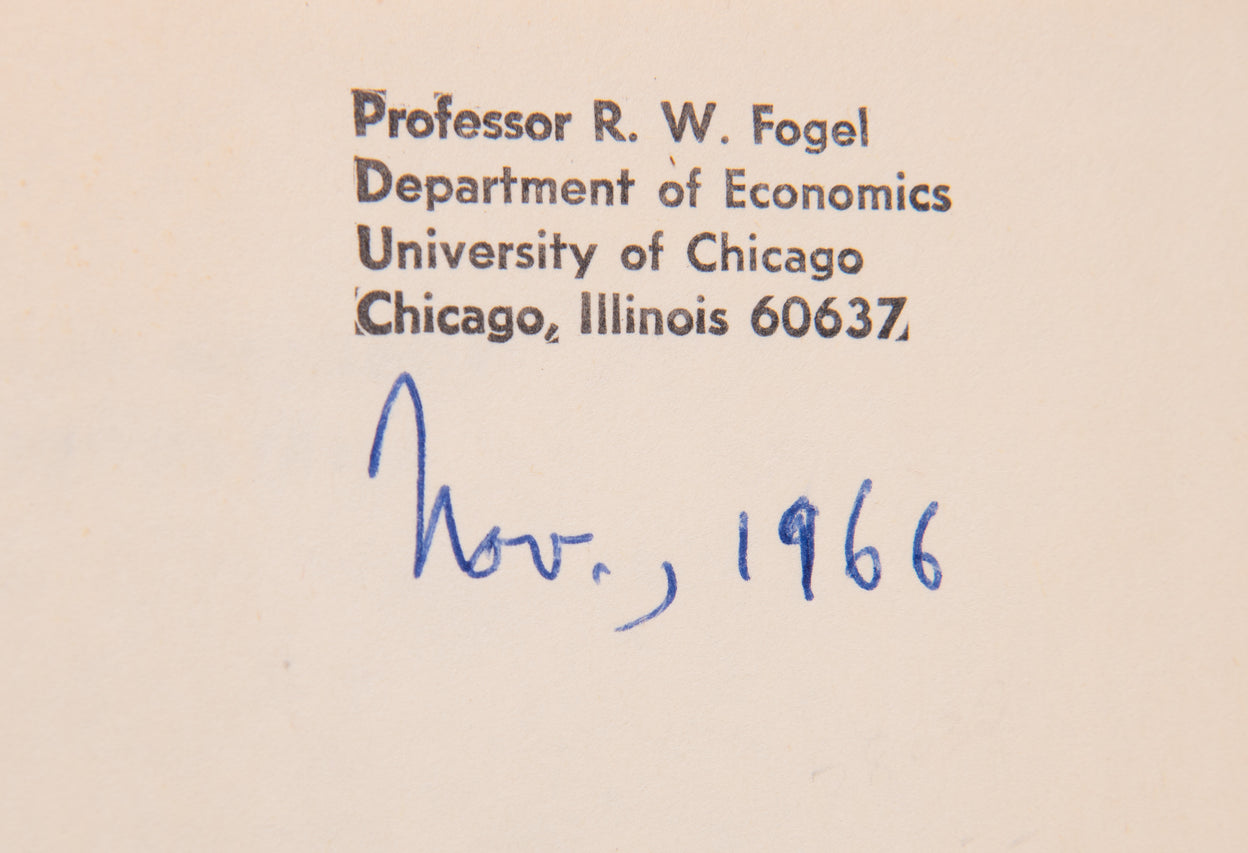 Professor R. W. Fogel
Department of Economics
University of Chicago
Chicago, Illinois 60637
Nov., 1966